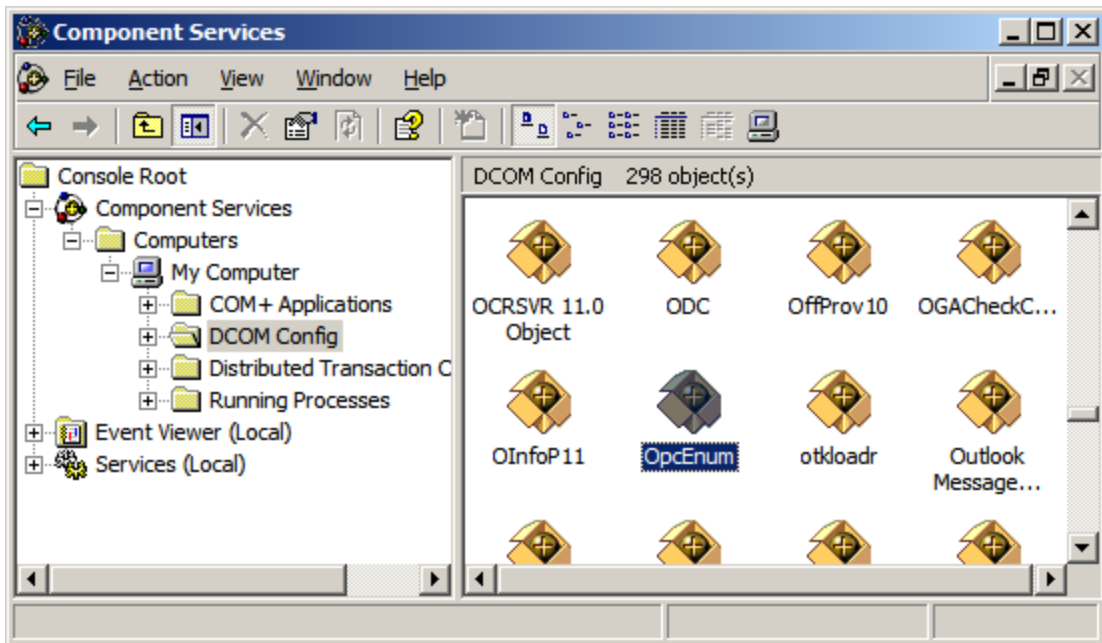 Component Services
File Action View Window Help
Console Root
Component Services
Computers
My Computer
COM+ Applications
DCOM Config
Distributed Transaction C
Running Processes
Event Viewer (Local)
Services (Local)
DCOM Config 298 object(s)
OCRSVR 11.0
Object
ODC
OffProv10
OGACheckC...
OInfoP11
OpcEnum
otkloadr
Outlook
Message...